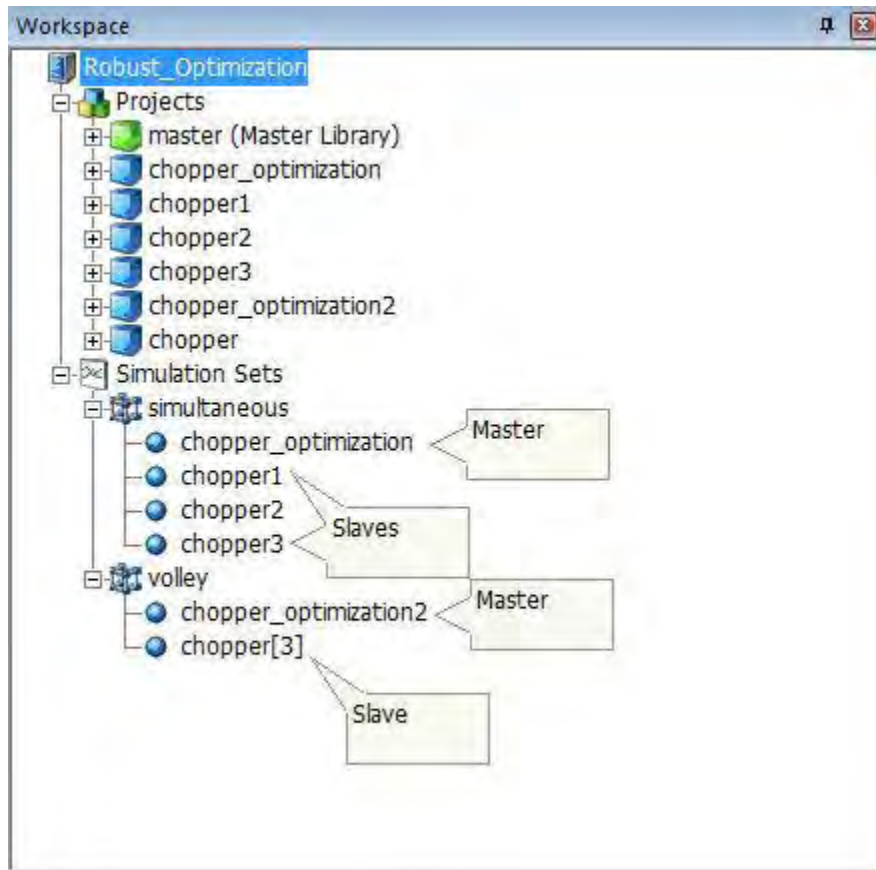 Workspace
Robust_Optimization
Projects
master (Master Library)
chopper_optimization
chopper1
chopper2
chopper3
chopper_optimization2
chopper
Simulation Sets
simultaneous
chopper_optimization
Master
chopper1
chopper2
Slaves
chopper3
volley
chopper_optimization2
Master
chopper[3]
Slave